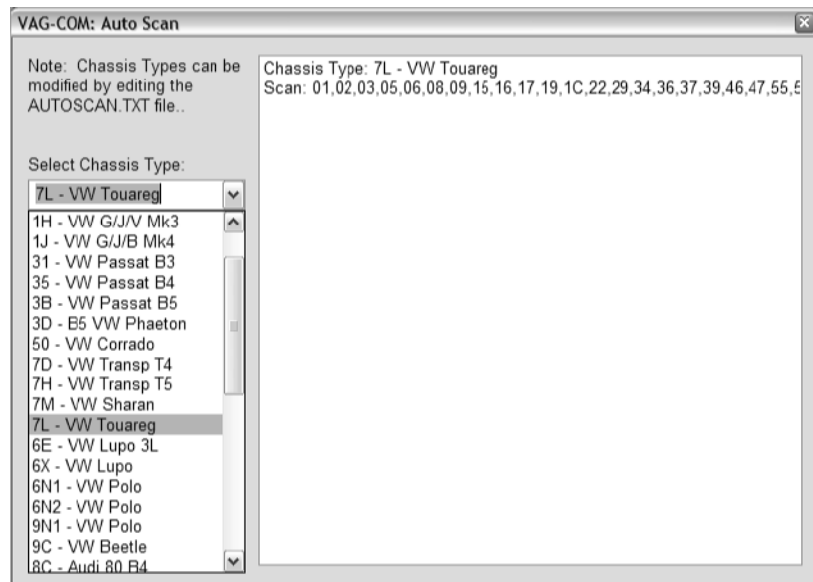 VAG-COM: Auto Scan
Note: Chassis Types can be
modified by editing the
AUTOSCAN.TXT file..
Select Chassis Type:
7L - VW Touareg
1H - VW G/J/V Mk3
1J - VW G/J/B Mk4
31 - VW Passat B3
35 - VW Passat B4
3B - VW Passat B5
3D - B5 VW Phaeton
50 - VW Corrado
7D - VW Transp T4
7H - VW Transp T5
7M - VW Sharan
7L - VW Touareg
6E - VW Lupo 3L
6X - VW Lupo
6N1 - VW Polo
6N2 - VW Polo
9N1 - VW Polo
9C - VW Beetle
8C - Audi 80 B4
Chassis Type: 7L - VW Touareg
Scan: 01,02,03,05,06,08,09,15,16,17,19,1C,22,29,34,36,37,39,46,47,55,